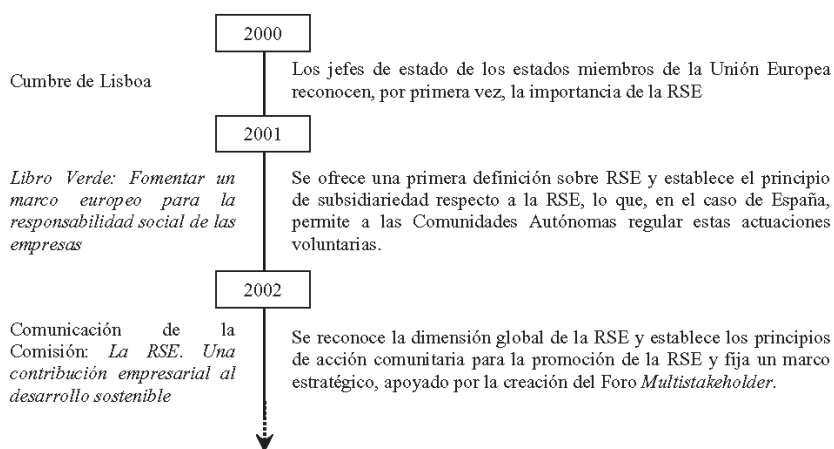 2000
Cumbre de Lisboa
Los jefes de estado de los estados miembros de la Unión Europea
reconocen, por primera vez, la importancia de la RSE
2001
Libro Verde: Fomentar un
marco europeo para la
responsabilidad social de las
empresas
Se ofrece una primera definición sobre RSE y establece el principio
de subsidiariedad respecto a la RSE, lo que, en el caso de España,
permite a las Comunidades Autónomas regular estas actuaciones
voluntarias.
2002
Comunicación de la
Comisión: La RSE. Una
contribución empresarial al
desarrollo sostenible
Se reconoce la dimensión global de la RSE y establece los principios
de acción comunitaria para la promoción de la RSE y fija un marco
estratégico, apoyado por la creación del Foro Multistakeholder.